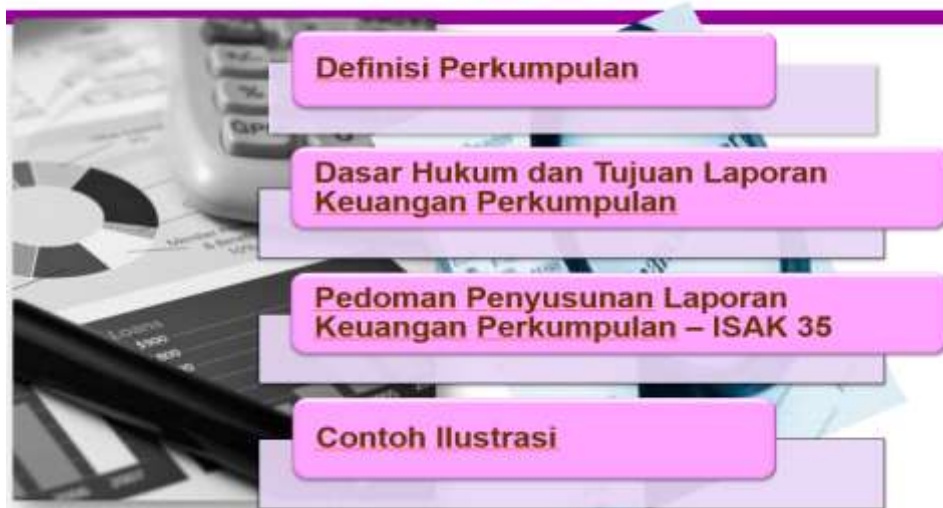 Definisi Perkumpulan
Dasar Hukum dan Tujuan Laporan
Keuangan Perkumpulan
Pedoman Penyusunan Laporan
Keuangan Perkumpulan – ISAK 35
Contoh Ilustrasi